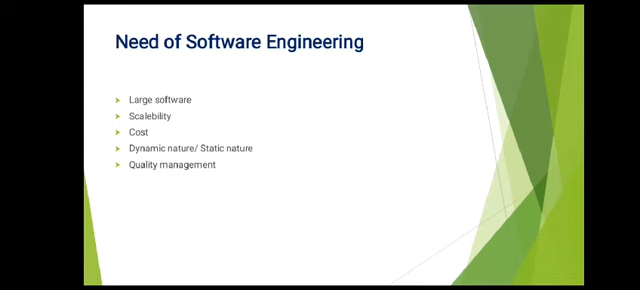 Need of Software Engineering
Large software
Scalebility
Cost
Dynamic nature/ Static nature
Quality management